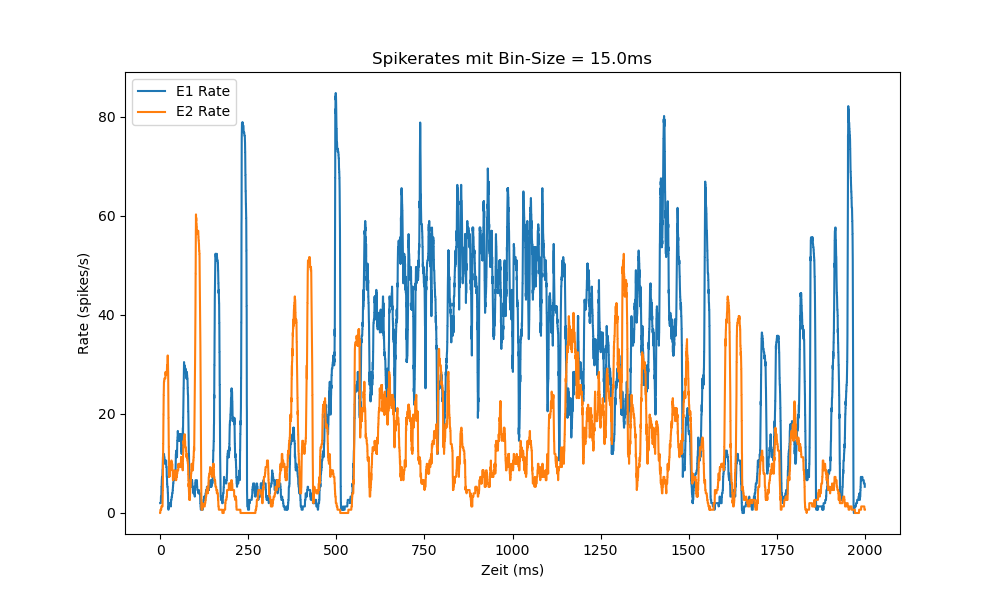 Spikerates mit Bin-Size = 15.0ms
E1 Rate
E2 Rate
80
60
40
20
0
Rate (spikes/s)
0 250 500 750 1000 1250 1500 1750 2000
Zeit (ms)